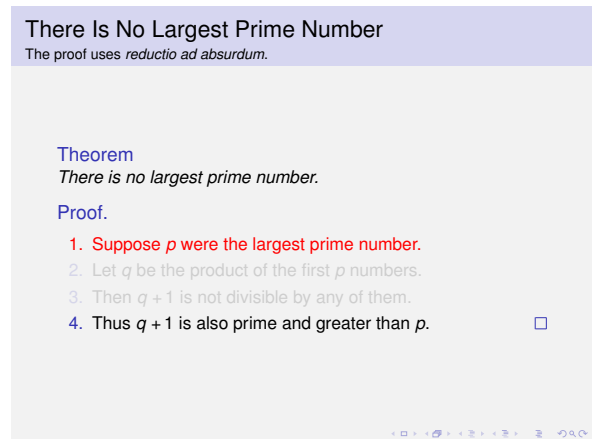 There Is No Largest Prime Number
The proof uses reductio ad absurdum.
Theorem
There is no largest prime number.
Proof.
1. Suppose p were the largest prime number.
2. Let q be the product of the first p numbers.
3. Then q + 1 is not divisible by any of them.
4. Thus q + 1 is also prime and greater than p. □